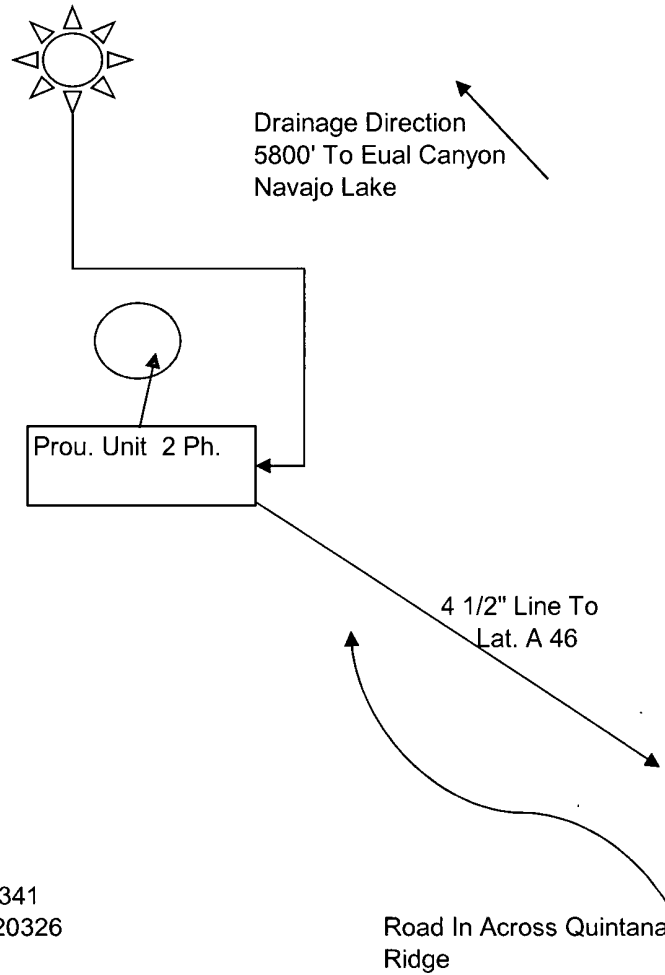 Drainage Direction
5800' To Eual Canyon
Navajo Lake
Prou. Unit 2 Ph.
4 1/2" Line To
Lat. A 46
341
20326
Road In Across Quintana
Ridge